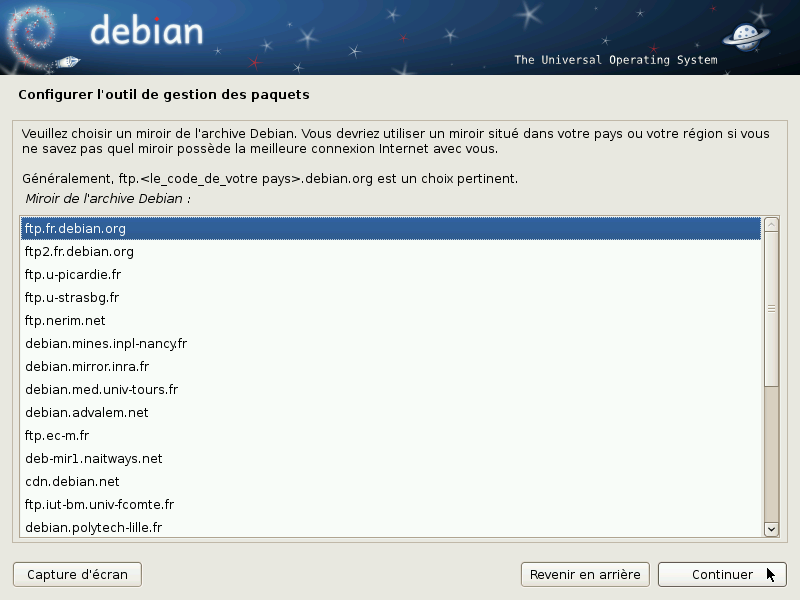 debian
The Universal Operating System
Configurer l'outil de gestion des paquets
Veuillez choisir un miroir de l'archive Debian. Vous devriez utiliser un miroir situé dans votre pays ou votre région si vous
ne savez pas quel miroir possède la meilleure connexion Internet avec vous.
Généralement, ftp.<le_code_de_votre pays>.debian.org est un choix pertinent.
Miroir de l'archive Debian :
ftp.fr.debian.org
ftp2.fr.debian.org
ftp.u-picardie.fr
ftp.u-strasbg.fr
ftp.nerim.net
debian.mines.inpl-nancy.fr
debian.mirror.inra.fr
debian.med.univ-tours.fr
debian.advalem.net
ftp.ec-m.fr
deb-mir1.naitways.net
cdn.debian.net
ftp.iut-bm.univ-fcomte.fr
debian.polytech-lille.fr
Capture d'écran
Revenir en arrière
Continuer